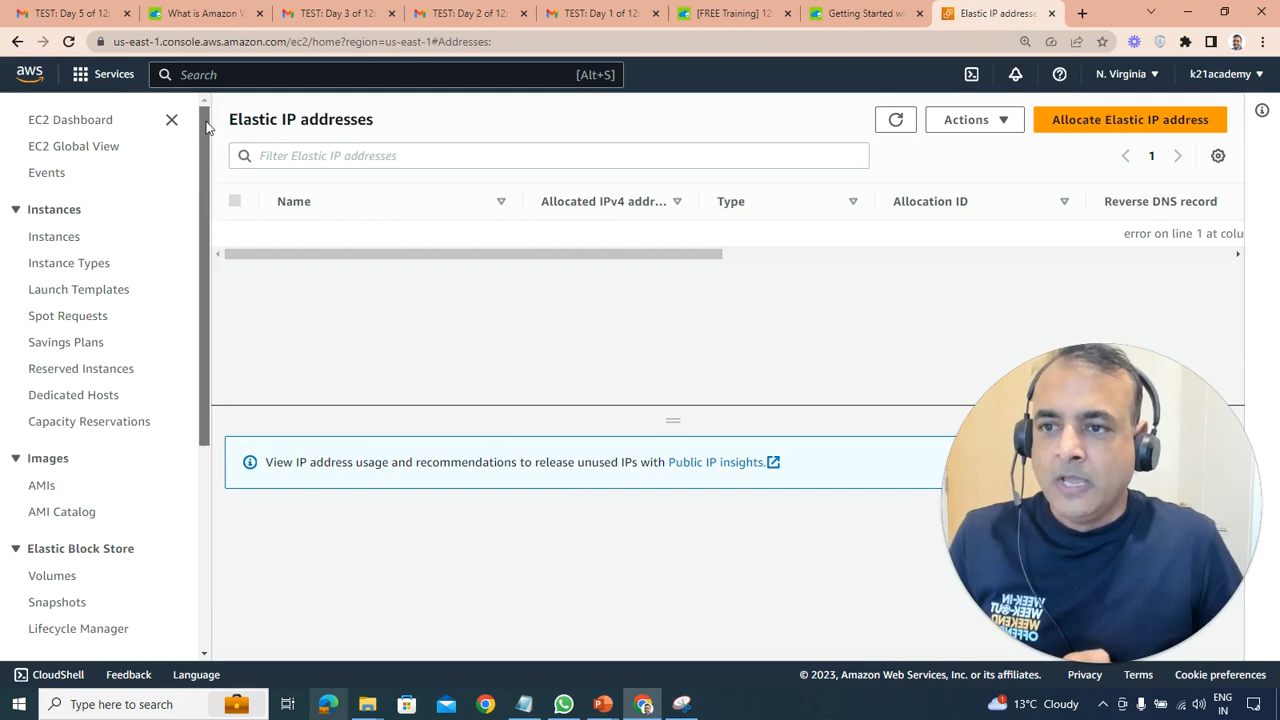 TEST: Day 5 of 12:
What is Amazon V
TEST: Day 3 of 12:
TEST: Day 2 of 12:
TEST: Day 1 of 12:
[FREE Training] 12
Getting Started w
Elastic IP addresse
us-east-1.console.aws.amazon.com/ec2/home?region=us-east-1#Addresses:
aws
Services
Search
[Alt+S]
N. Virginia
k21academy
EC2 Dashboard
EC2 Global View
Events
Instances
Instances
Instance Types
Launch Templates
Spot Requests
Savings Plans
Reserved Instances
Dedicated Hosts
Capacity Reservations
Images
AMIs
AMI Catalog
Elastic Block Store
Volumes
Snapshots
Lifecycle Manager
Elastic IP addresses
Actions
Allocate Elastic IP address
Filter Elastic IP addresses
1
Name
Allocated IPv4 addr...
Type
Allocation ID
Reverse DNS record
error on line 1 at colu
View IP address usage and recommendations to release unused IPs with Public IP insights.
WEEK-IN
WEEK-OUT
WEEKEND
CloudShell
Feedback
Language
© 2023, Amazon Web Services, Inc. or its affiliates.
Privacy
Terms
Cookie preferences
Type here to search
13°C Cloudy
ENG
IN